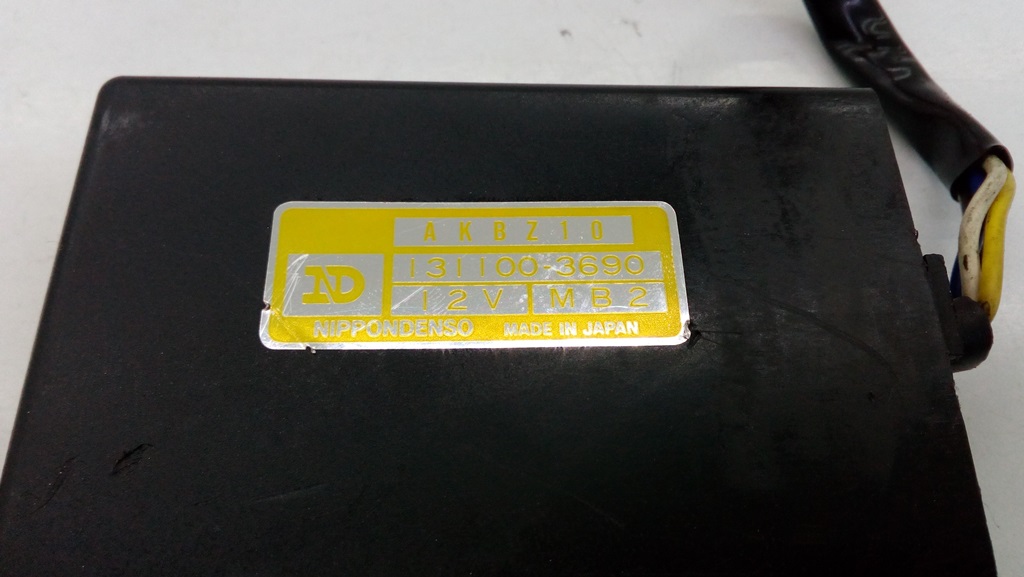 AKBZ10
ND
131100-3690
12V MB2
NIPPONDENSO MADE IN JAPAN